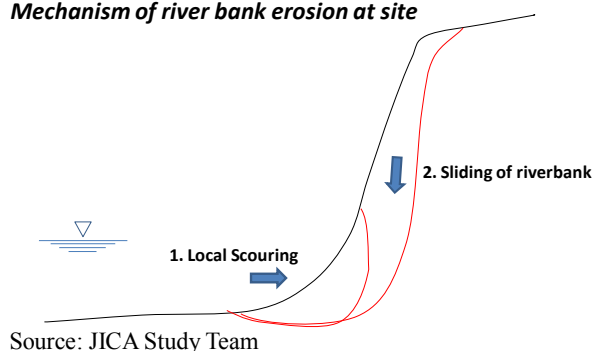 Mechanism of river bank erosion at site
2. Sliding of riverbank
1. Local Scouring
Source: JICA Study Team